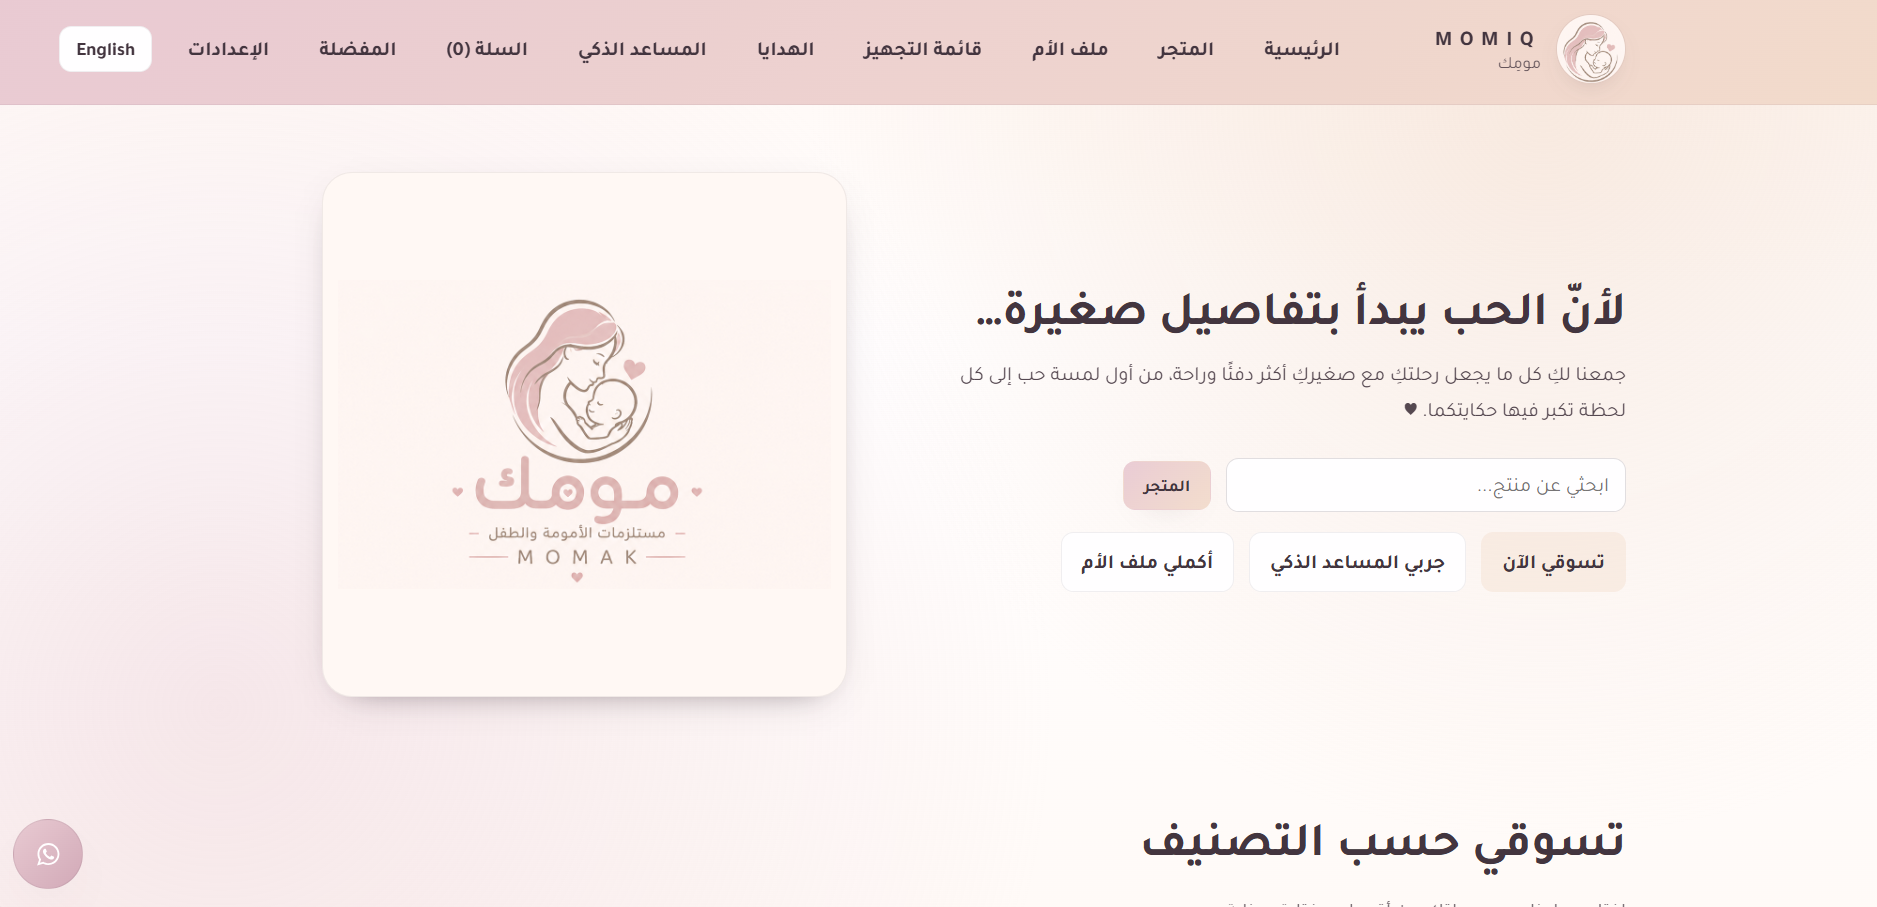 MOMIQ
مومِك
الرئيسية
المتجر
ملف الأم
قائمة التجهيز
الهدايا
المساعد الذكي
السلة (0)
المفضلة
الإعدادات
English
لأنّ الحب يبدأ بتفاصيل صغيرة...
جمعنا لكِ كل ما يجعل رحلتكِ مع صغيركِ أكثر دفئًا وراحة، من أول لمسة حب إلى كل
لحظة تكبر فيها حكايتكما. ♥
ابحثي عن منتج...
المتجر
تسوقي الآن
جربي المساعد الذكي
أكملي ملف الأم
مومك
مستلزمات الأمومة والطفل
MOMAK
تسوقي حسب التصنيف